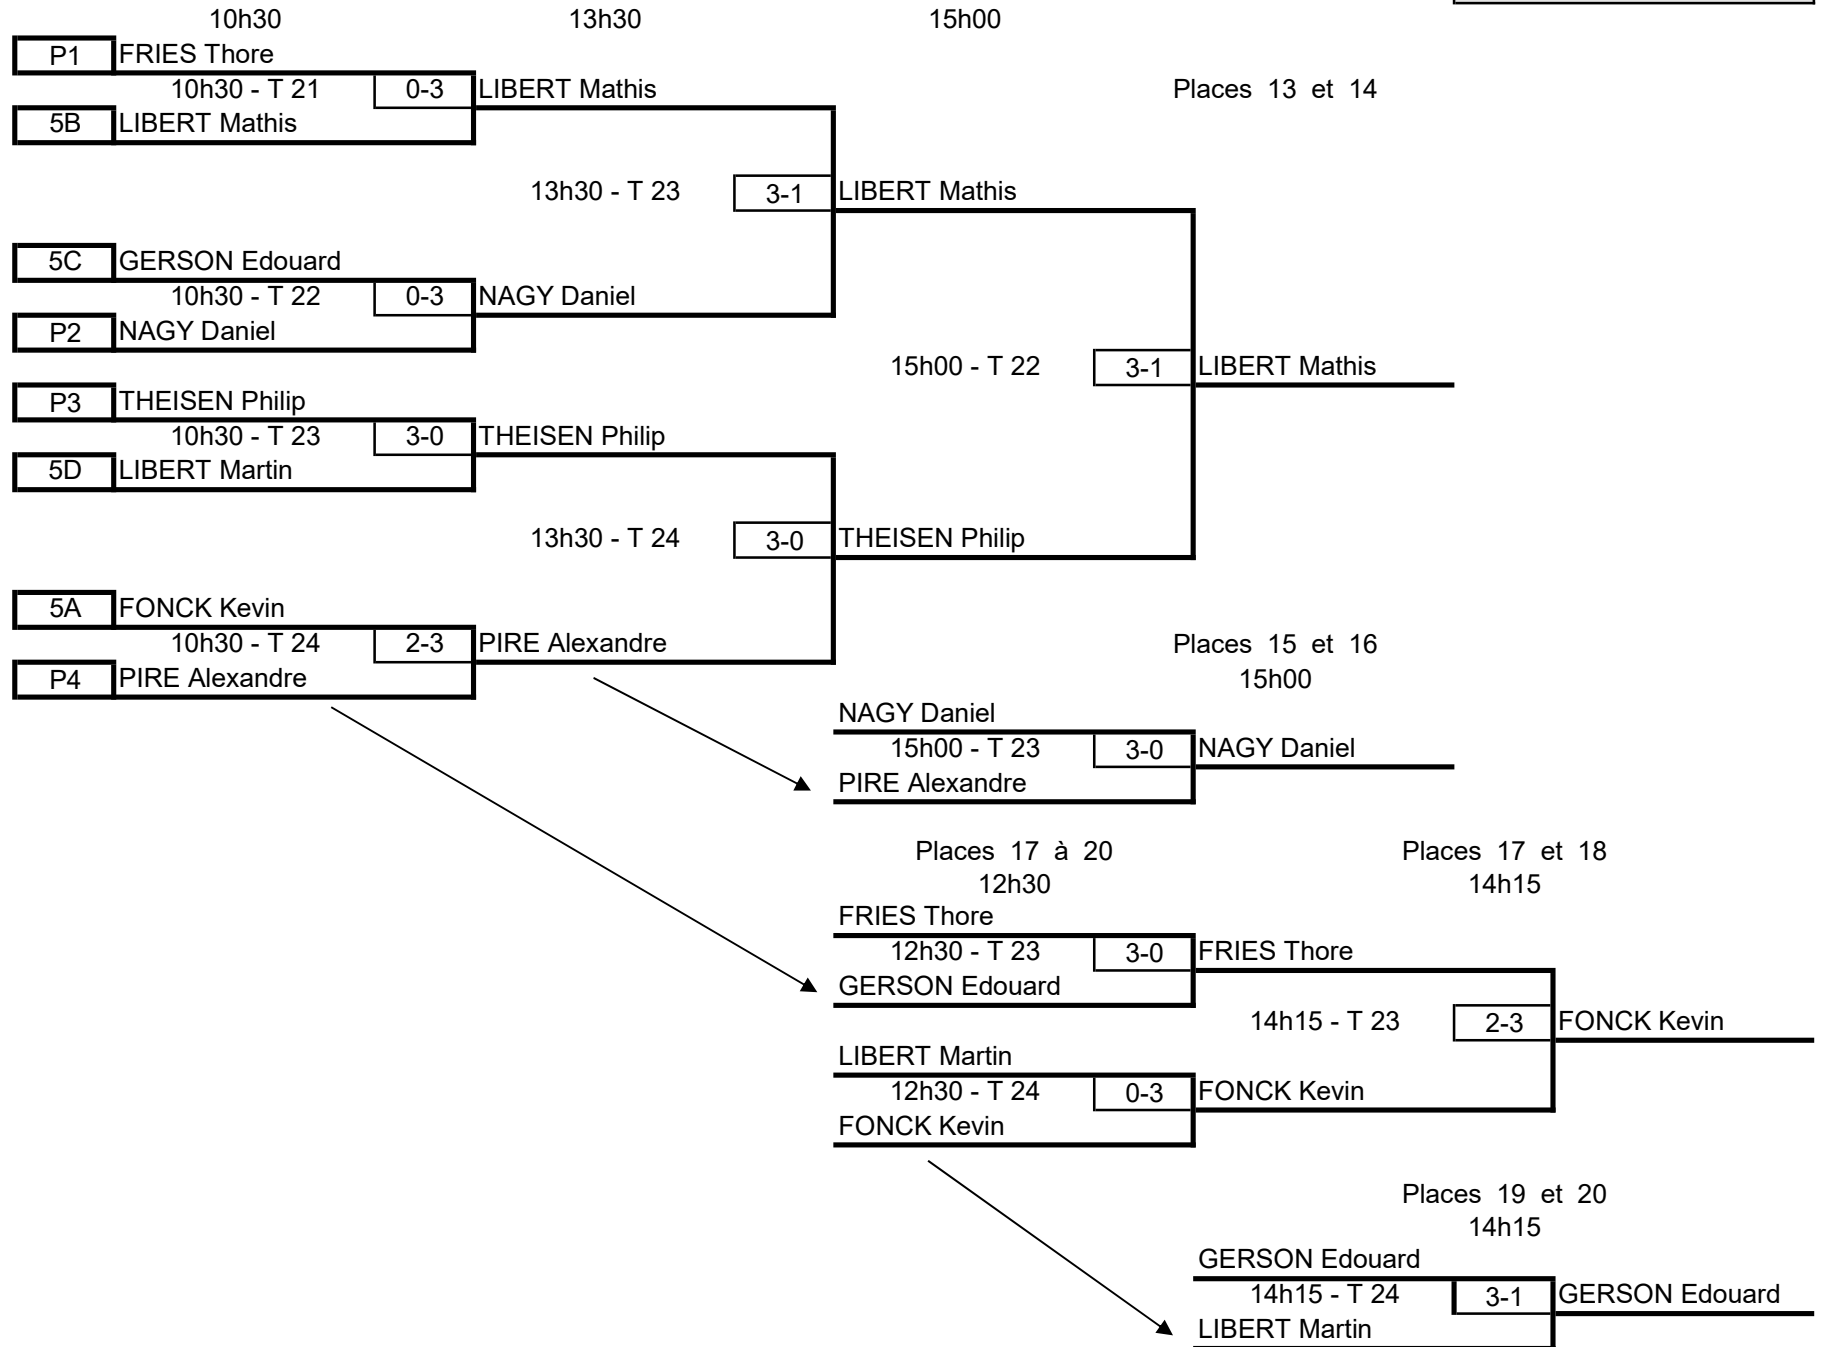 10h30 13h30 15h00
P1 FRIES Thore
10h30 - T 21 0-3 LIBERT Mathis Places 13 et 14
5B LIBERT Mathis
13h30 - T 23 3-1 LIBERT Mathis
5C GERSON Edouard
10h30 - T 22 0-3 NAGY Daniel
P2 NAGY Daniel
15h00 - T 22 3-1 LIBERT Mathis
P3 THEISEN Philip
10h30 - T 23 3-0 THEISEN Philip
5D LIBERT Martin
13h30 - T 24 3-0 THEISEN Philip
5A FONCK Kevin
10h30 - T 24 2-3 PIRE Alexandre Places 15 et 16
P4 PIRE Alexandre 15h00
NAGY Daniel
15h00 - T 23 3-0 NAGY Daniel
PIRE Alexandre
Places 17 à 20 Places 17 et 18
12h30 14h15
FRIES Thore
12h30 - T 23 3-0 FRIES Thore
GERSON Edouard
14h15 - T 23 2-3 FONCK Kevin
LIBERT Martin
12h30 - T 24 0-3 FONCK Kevin
FONCK Kevin
Places 19 et 20
14h15
GERSON Edouard
14h15 - T 24 3-1 GERSON Edouard
LIBERT Martin